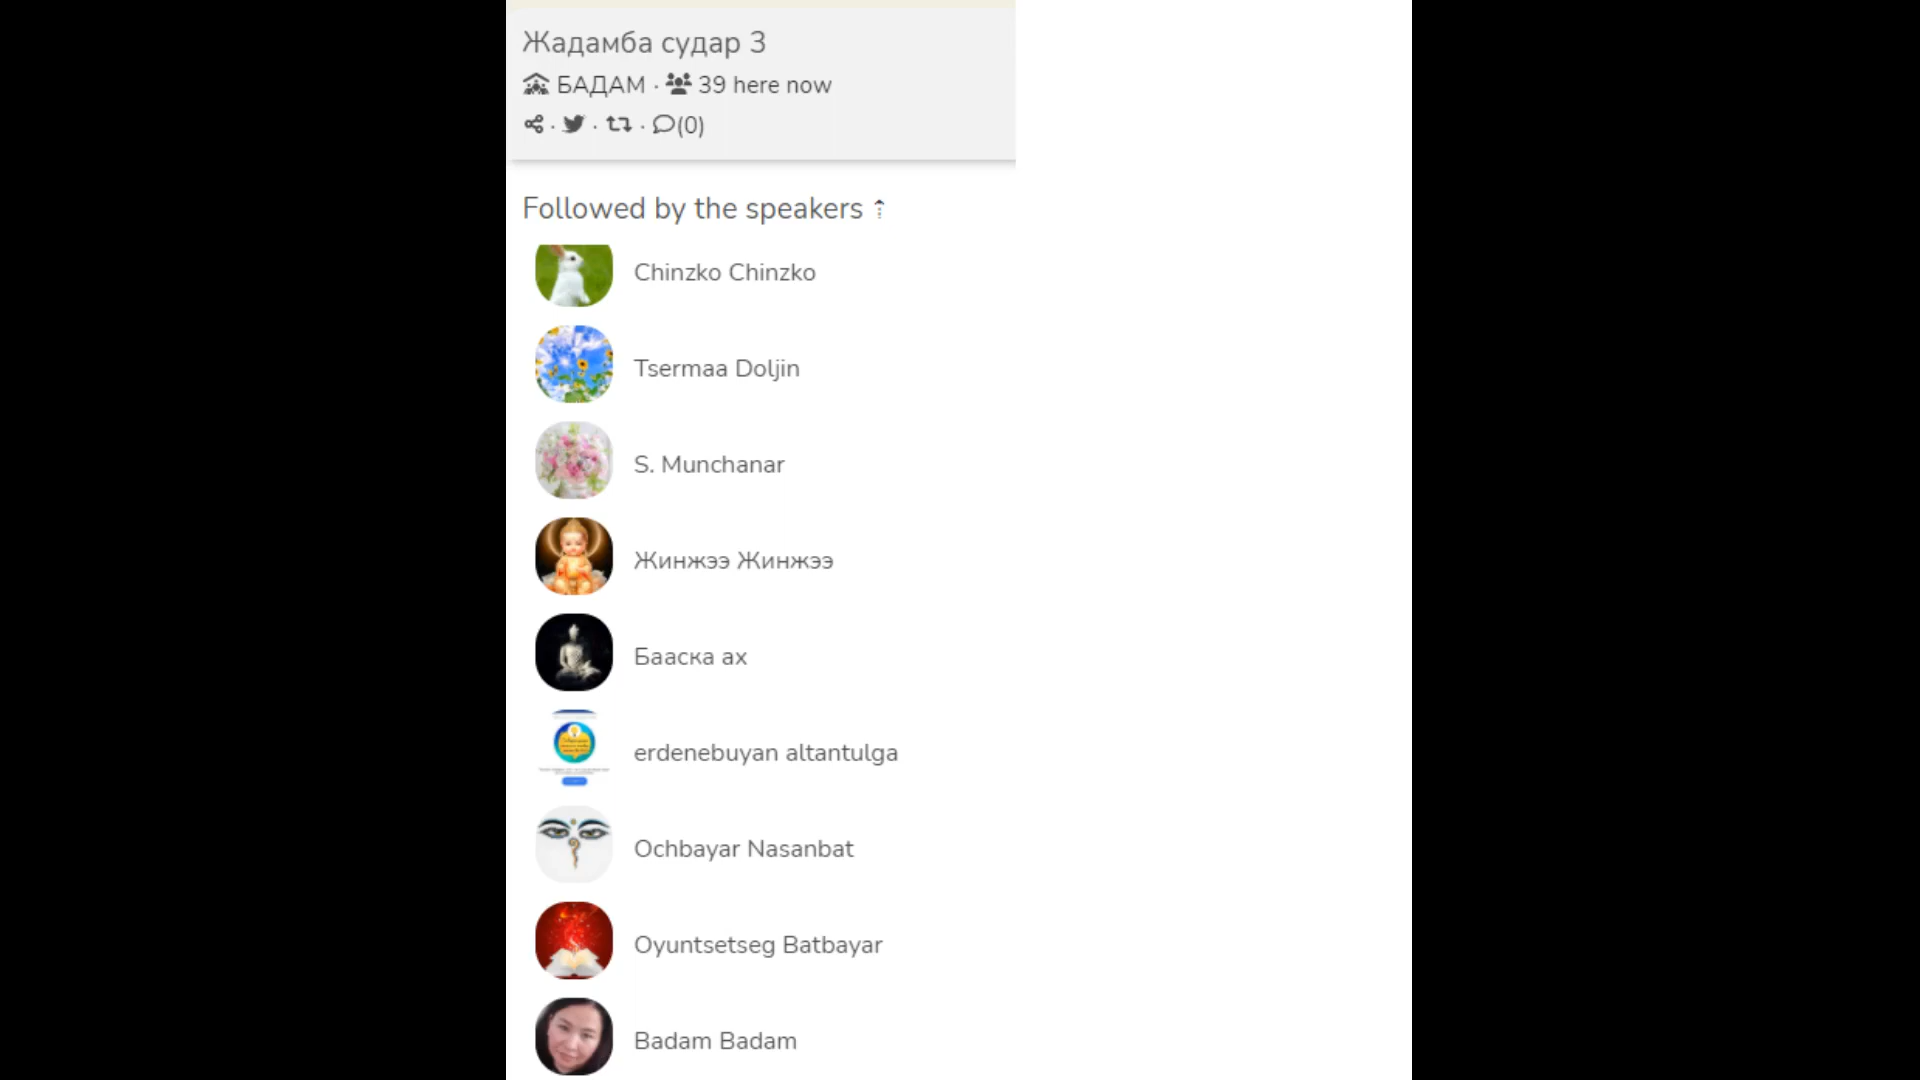 Жадамба судар 3
БАДАМ · 39 here now
· · · (0)
Followed by the speakers
Chinzko Chinzko
Tsermaa Doljin
S. Munchanar
Жинжээ Жинжээ
Бааска ах
erdenebuyan altantulga
Ochbayar Nasanbat
Oyuntsetseg Batbayar
Badam Badam